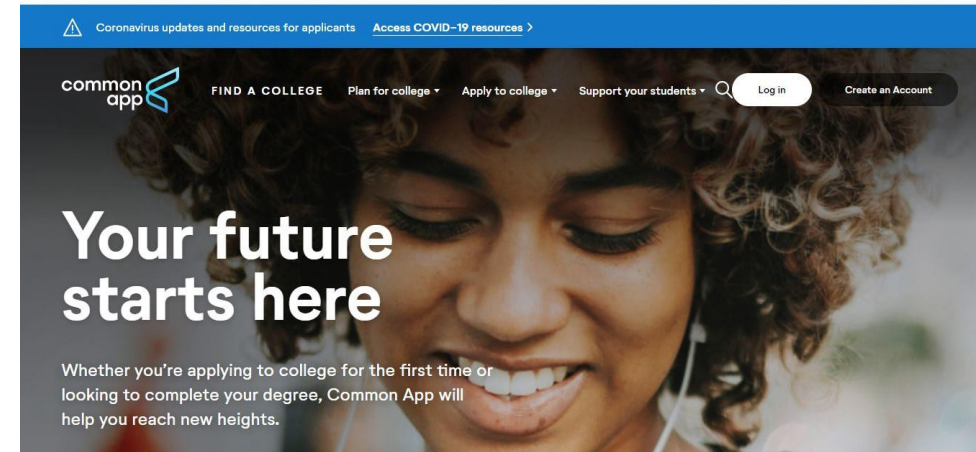 Coronavirus updates and resources for applicants Access COVID-19 resources >
common
app
FIND A COLLEGE Plan for college Apply to college Support your students Log in Create an Account
Your future
starts here
Whether you're applying to college for the first time or
looking to complete your degree, Common App will
help you reach new heights.